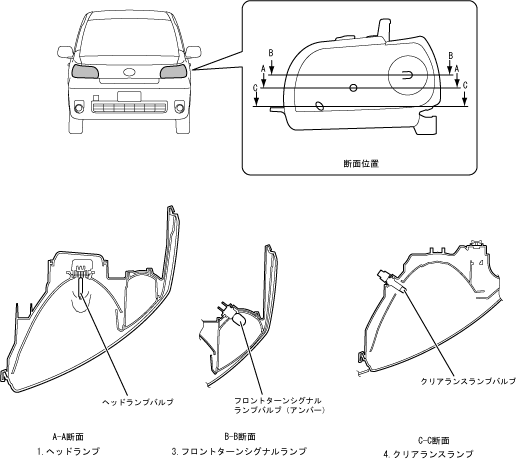 B
B
A
A
C
C
断面位置
ヘッドランプバルブ
フロントターンシグナル
ランプバルブ（アンバー）
クリアランスランプバルブ
A-A断面
1.ヘッドランプ
B-B断面
3.フロントターンシグナルランプ
C-C断面
4.クリアランスランプ